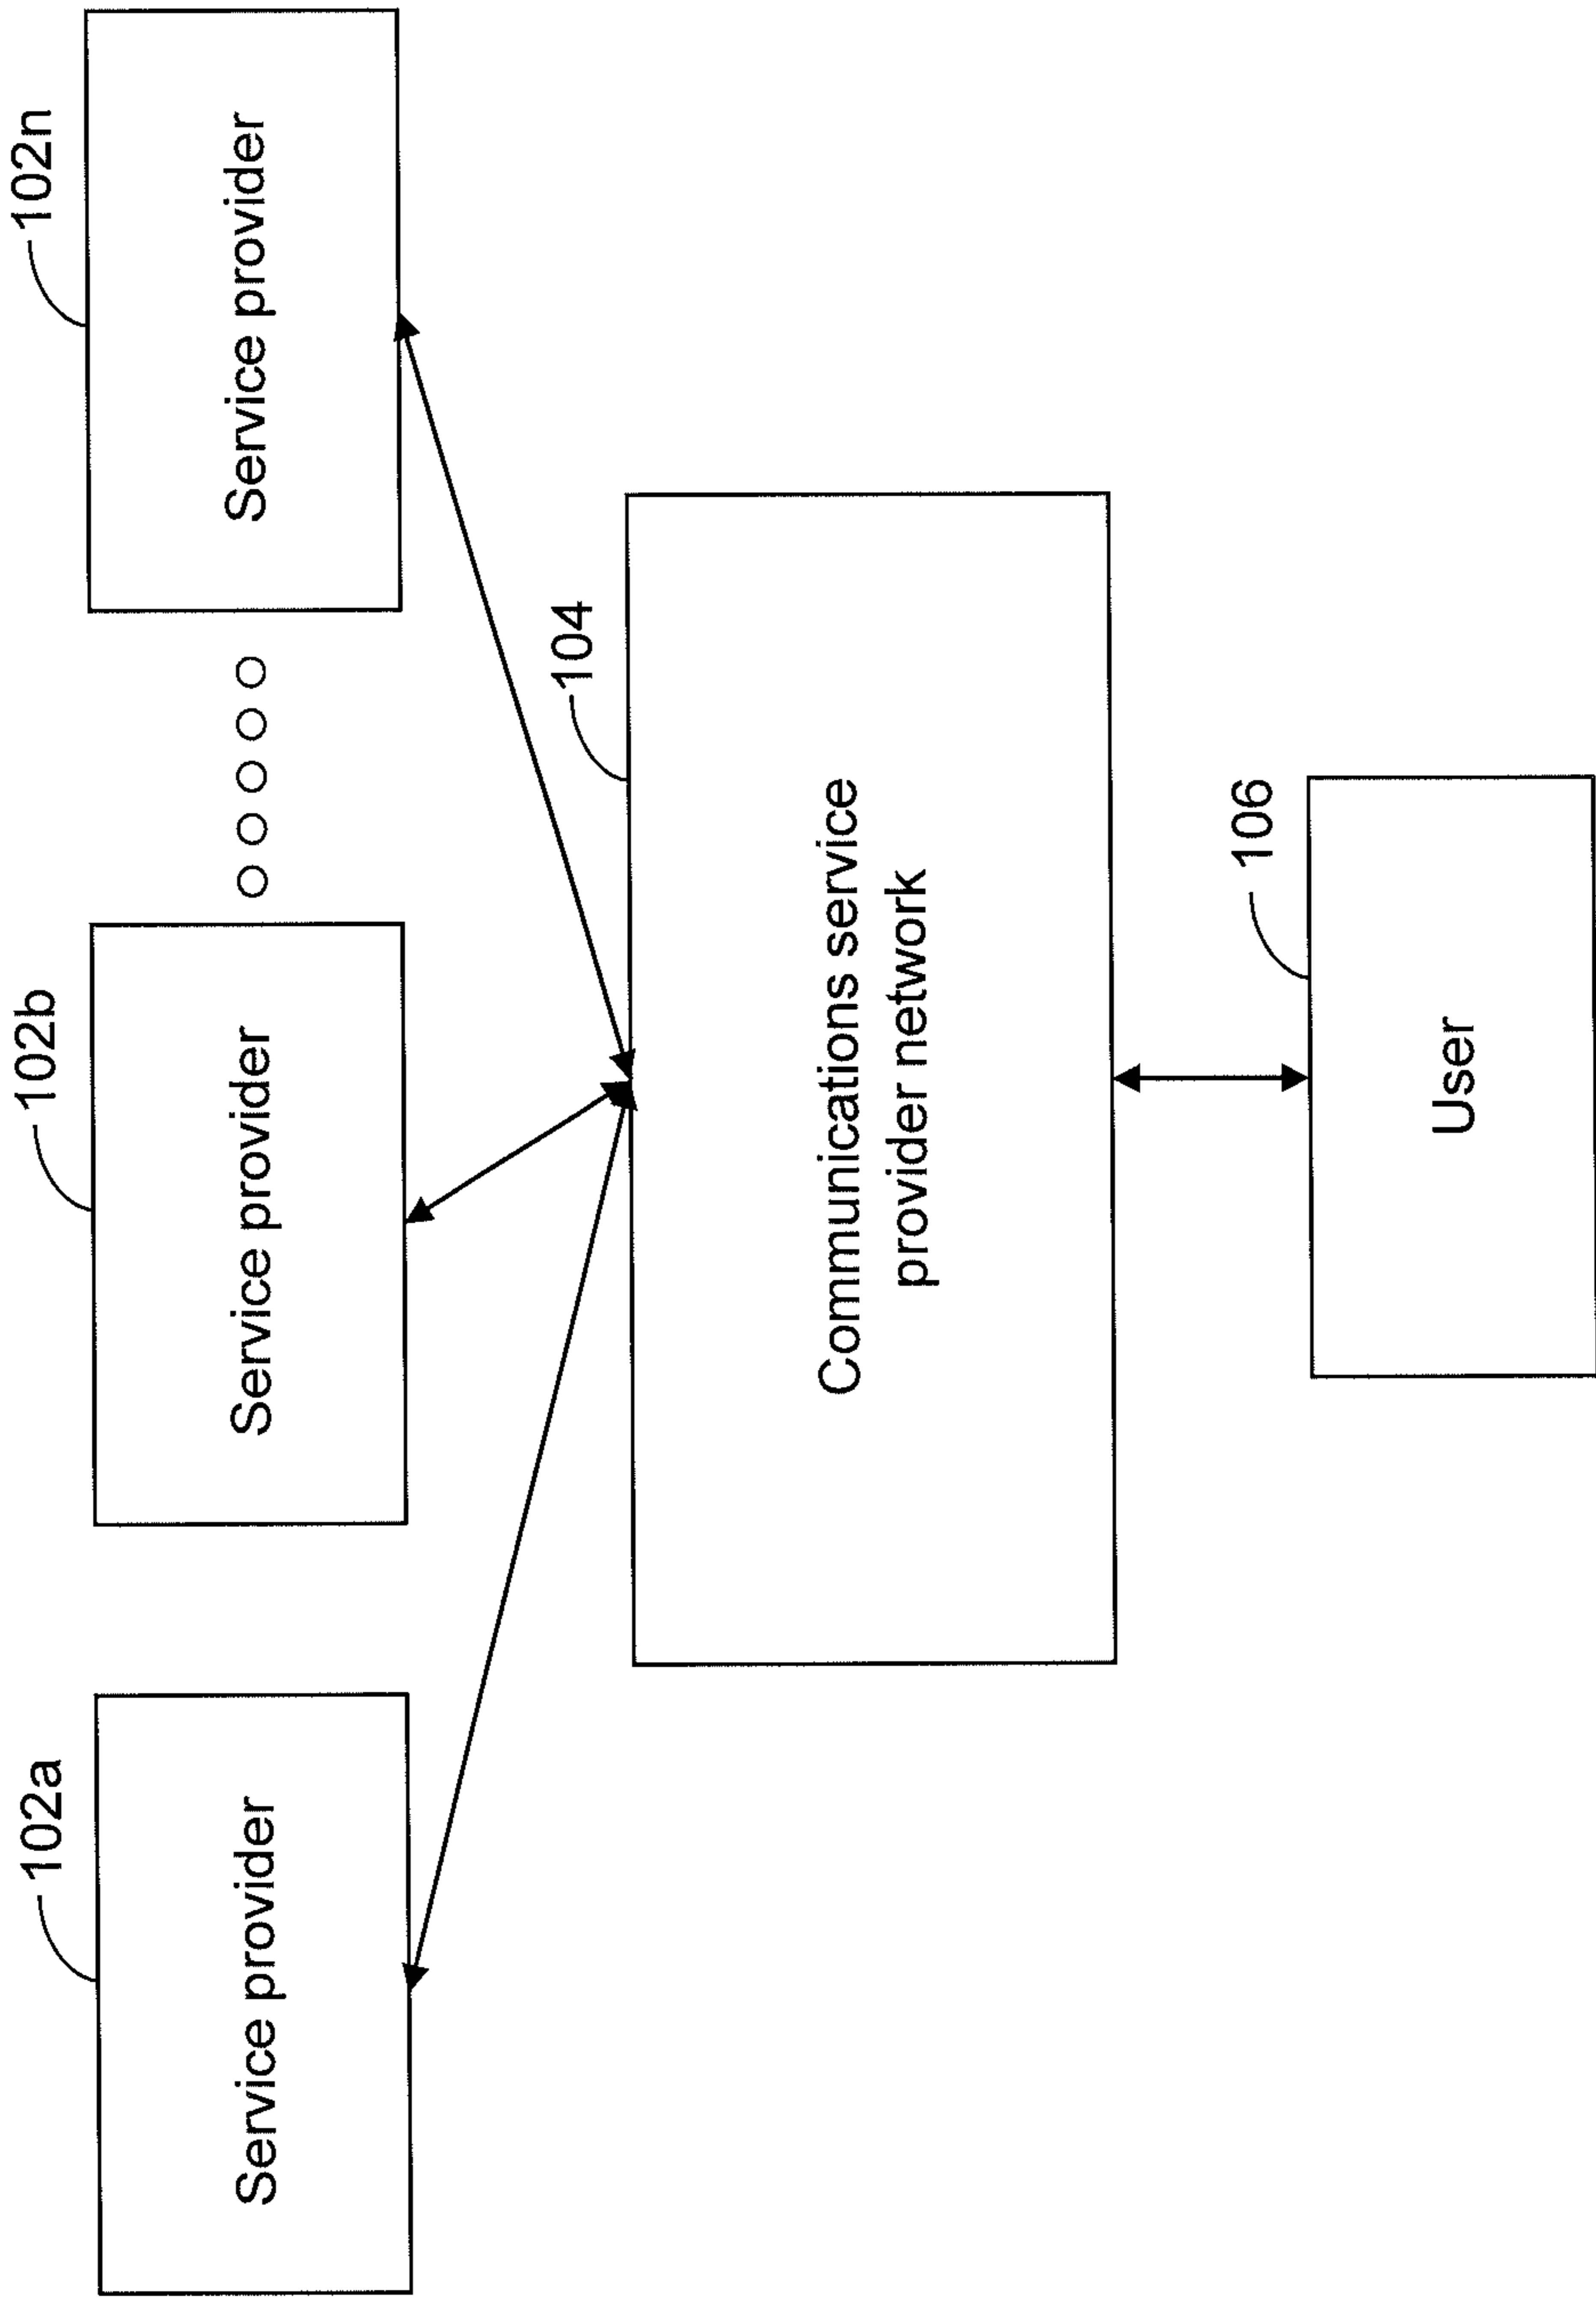 102a
102b
102n
Service provider
Service provider
Service provider
104
Communications service
provider network
106
User